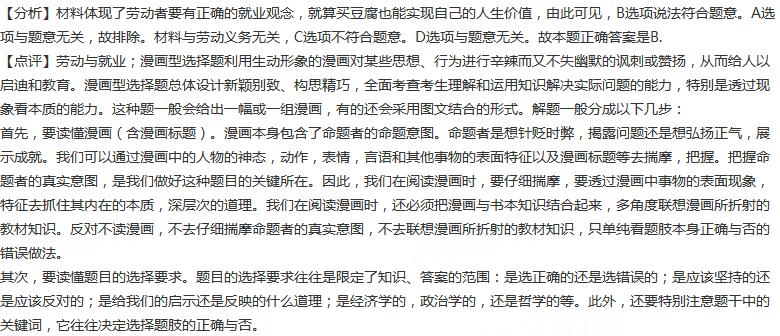 【分析】材料体现了劳动者要有正确的就业观念，就算买豆腐也能实现自己的人生价值，由此可见，B选项说法符合题意。A选
项与题意无关，故排除。材料与劳动义务无关，C选项不符合题意。D选项与题意无关。故本题正确答案是B.
【点评】劳动与就业；漫画型选择题利用生动形象的漫画对某些思想、行为进行辛辣而又不失幽默的讽刺或赞扬，从而给人以
启迪和教育。漫画型选择题总体设计新颖别致、构思精巧，全面考查考生理解和运用知识解决实际问题的能力，特别是透过现
象看本质的能力。这种题一般会给出一幅或一组漫画，有的还会采用图文结合的形式。解题一般分成以下几步：
首先，要读懂漫画（含漫画标题）。漫画本身包含了命题者的命题意图。命题者是想针贬时弊，揭露问题还是想弘扬正气，展
示成就。我们可以通过漫画中的人物的神态，动作，表情，言语和其他事物的表面特征以及漫画标题等去揣摩，把握。把握命
题者的真实意图，是我们做好这种题目的关键所在。因此，我们在阅读漫画时，要仔细揣摩，要透过漫画中事物的表面现象，
特征去抓住其内在的本质，深层次的道理。我们在阅读漫画时，还必须把漫画与书本知识结合起来，多角度联想漫画所折射的
教材知识。反对不读漫画，不去仔细揣摩命题者的真实意图，不去联想漫画所折射的教材知识，只单纯看题肢本身正确与否的
错误做法。
其次，要读懂题目的选择要求。题目的选择要求往往是限定了知识、答案的范围：是选正确的还是选错误的；是应该坚持的还
是应该反对的；是给我们的启示还是反映的什么道理；是经济学的，政治学的，还是哲学的等。此外，还要特别注意题干中的
关键词，它往往决定选择题肢的正确与否。